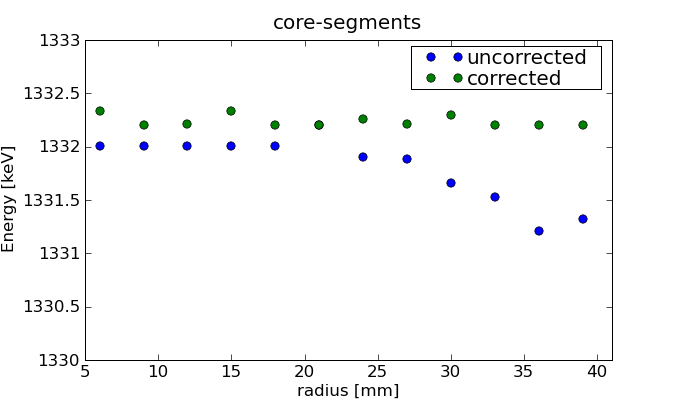 core-segments
1333
1332.5
1332
1331.5
1331
1330.5
1330
Energy [keV]
uncorrected
corrected
5 10 15 20 25 30 35 40
radius [mm]